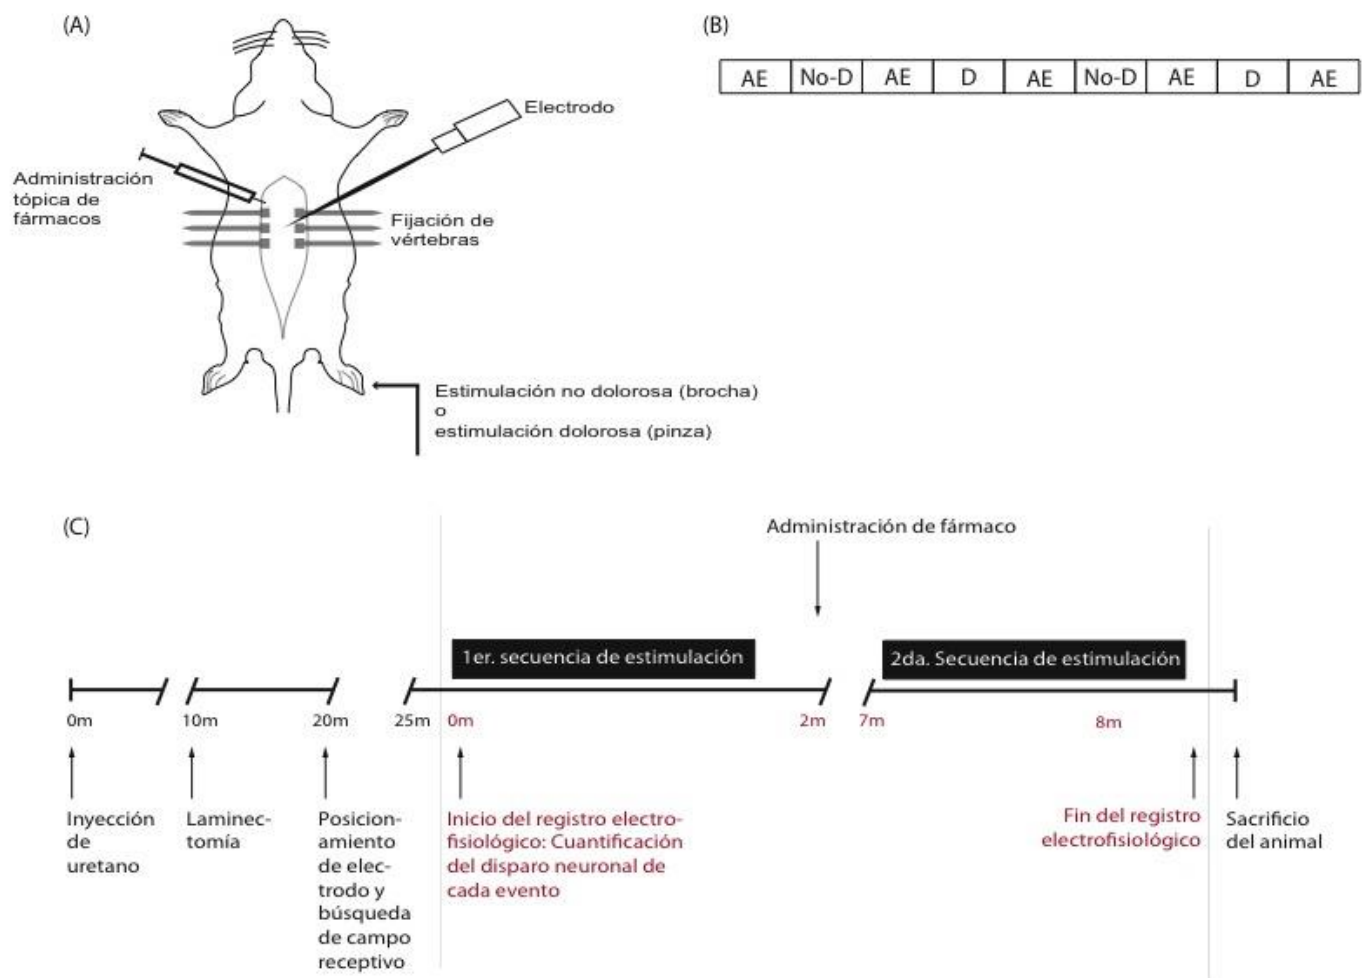 (A)
Electrodo
Administración
tópica de
fármacos
Fijación de
vértebras
Estimulación no dolorosa (brocha)
o
estimulación dolorosa (pinza)
(B)
AE No-D AE D AE No-D AE D AE
(C)
Administración de fármaco
1er. secuencia de estimulación
2da. Secuencia de estimulación
0m 10m 20m 25m 0m 2m 7m 8m
Inyección
de
uretano
Laminec-
tomía
Posicion-
amiento
de elec-
trodo y
búsqueda
de campo
receptivo
Inicio del registro electro-
fisiológico: Cuantificación
del disparo neuronal de
cada evento
Fin del registro
electrofisiológico
Sacrificio
del animal